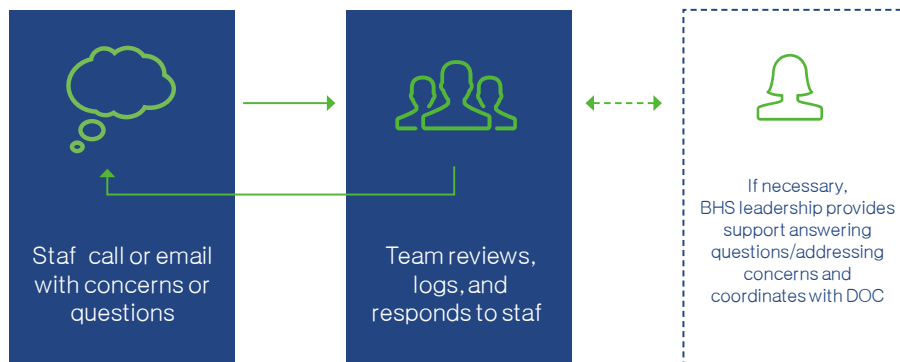 Staf call or email
with concerns or
questions
Team reviews,
logs, and
responds to staf
If necessary,
BHS leadership provides
support answering
questions/addressing
concerns and
coordinates with DOC